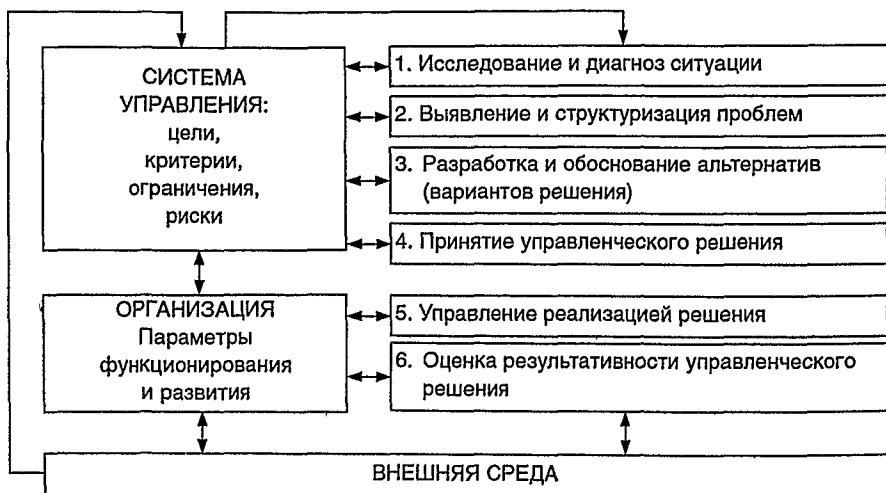 СИСТЕМА
УПРАВЛЕНИЯ:
цели,
критерии,
ограничения,
риски
1. Исследование и диагноз ситуации
2. Выявление и структуризация проблем
3. Разработка и обоснование альтернатив
(вариантов решения)
4. Принятие управленческого решения
ОРГАНИЗАЦИЯ
Параметры
функционирования
и развития
5. Управление реализацией решения
6. Оценка результативности управленческого
решения
ВНЕШНЯЯ СРЕДА